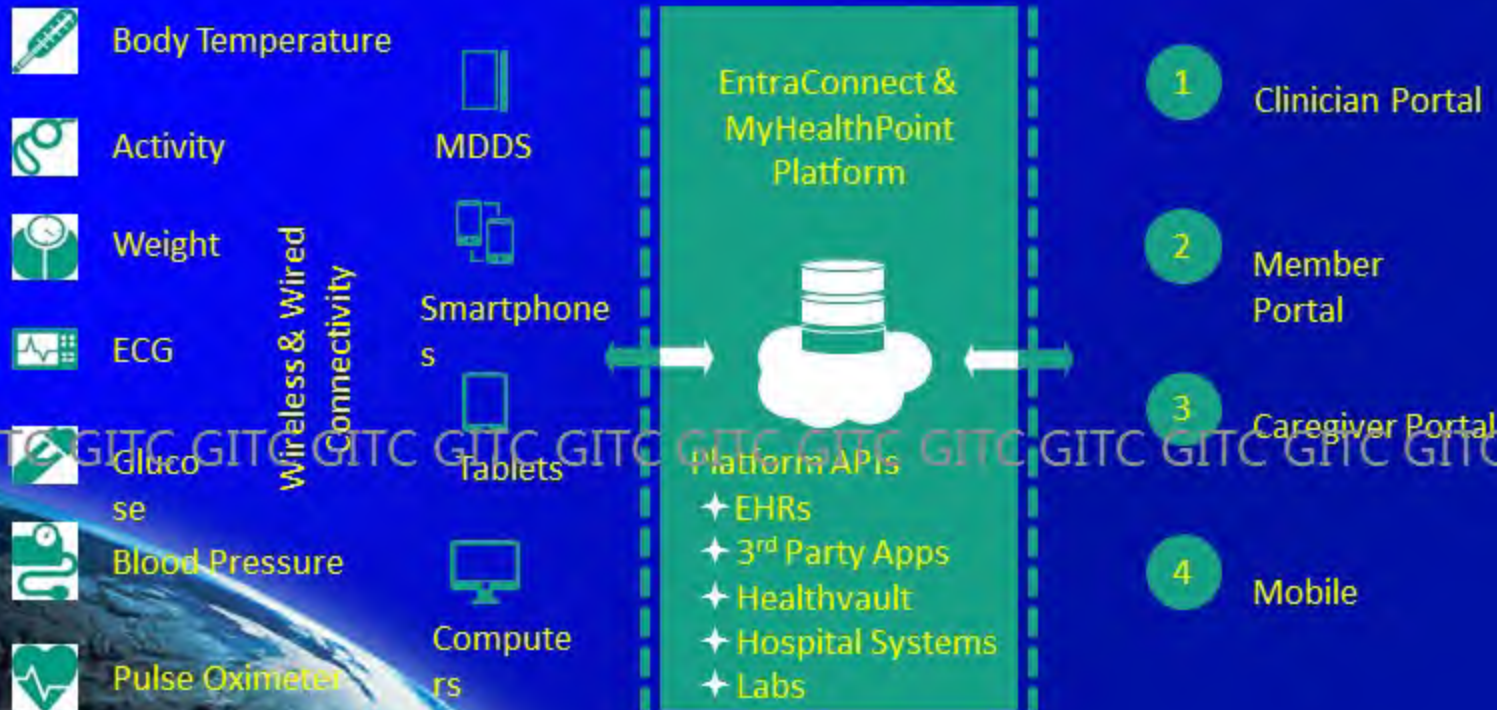 Body Temperature
Activity
Weight
ECG
Gluco
se
Blood Pressure
Pulse Oximeter
Wireless & Wired
Connectivity
MDDS
Smartphone
s
Tablets
Compute
rs
EntraConnect &
MyHealthPoint
Platform
Platform APIs
EHRs
3rd Party Apps
Healthvault
Hospital Systems
Labs
1
Clinician Portal
2
Member
Portal
3
Caregiver Portal
4
Mobile
TC GITC GITC GITC GITC GITC GITC GITC GITC GITC GITC GITC